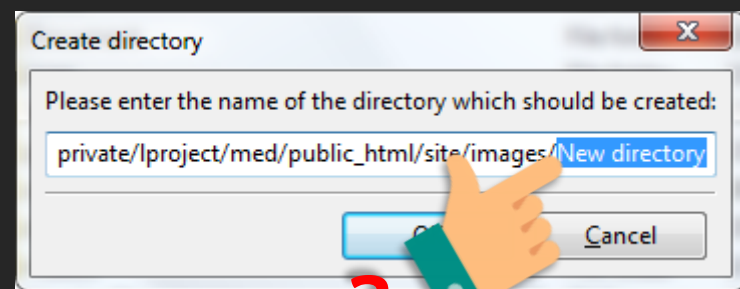 Create directory
Please enter the name of the directory which should be created:
private/lproject/med/public_html/site/images/New directory
Cancel